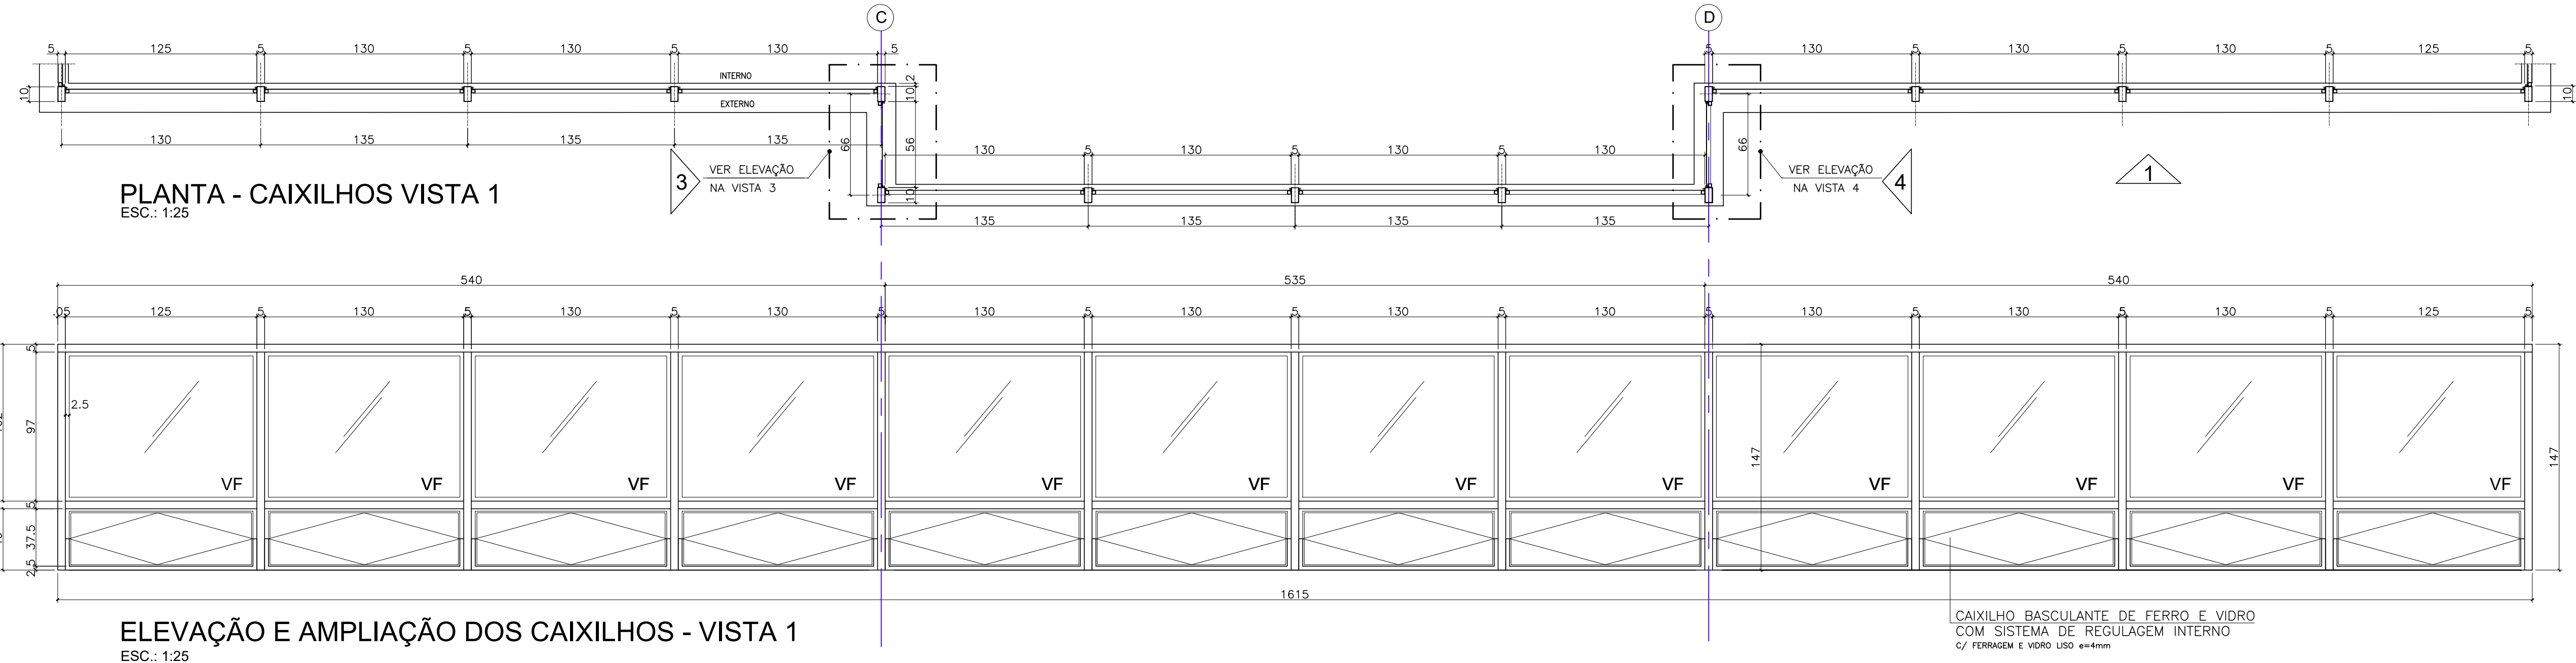 C
D
5 125 5 130 5 130 5 130 5
5 130 5 130 5 130 5 125 5
INTERNO
EXTERNO
10
2
10
56
10
66
66
10
130 135 135 135
130 5 130 5 130 5 130
135 135 135 135
3
VER ELEVAÇÃO
NA VISTA 3
VER ELEVAÇÃO
NA VISTA 4
4
1
PLANTA - CAIXILHOS VISTA 1
ESC.: 1:25
540 535 540
.05 125 5 130 5 130 5 130 5 130 5 130 5 130 5 130 5 130 5 130 5 130 5 125 5
5
97
5
37.5
2.5
2.5
147
147
VF VF VF VF VF VF VF VF VF VF VF VF
1615
CAIXILHO BASCULANTE DE FERRO E VIDRO
COM SISTEMA DE REGULAGEM INTERNO
C/ FERRAGEM E VIDRO LISO e=4mm
ELEVAÇÃO E AMPLIAÇÃO DOS CAIXILHOS - VISTA 1
ESC.: 1:25